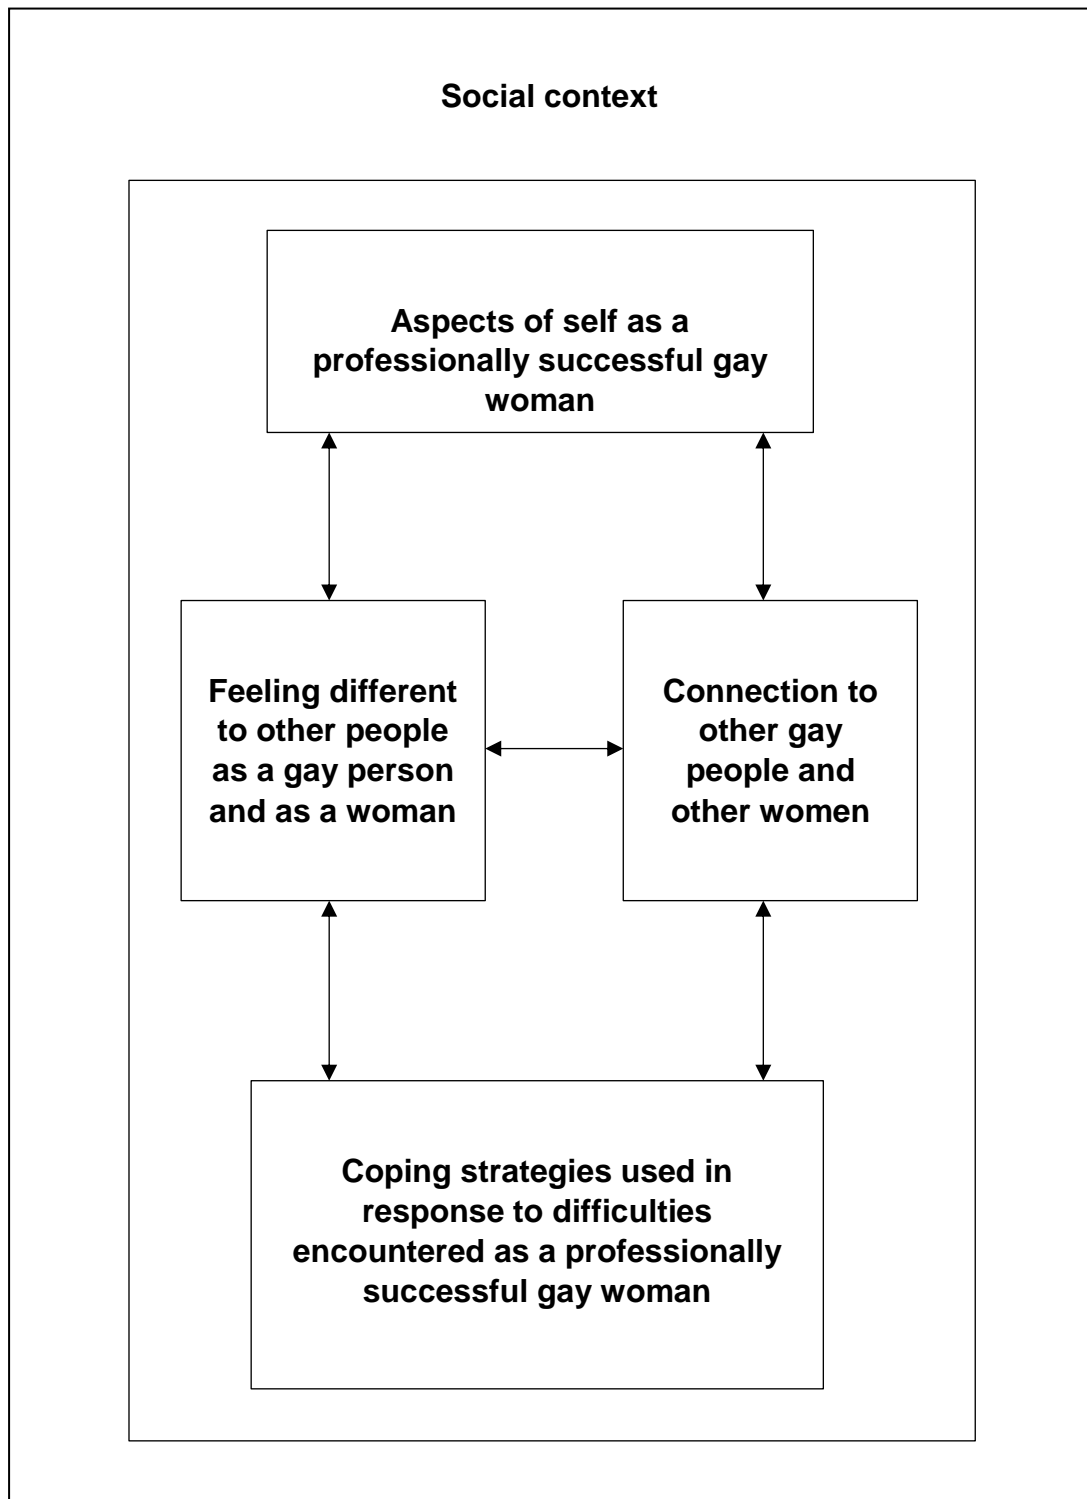 Social context
Aspects of self as a
professionally successful gay
woman
Feeling different
to other people
as a gay person
and as a woman
Connection to
other gay
people and
other women
Coping strategies used in
response to difficulties
encountered as a professionally
successful gay woman